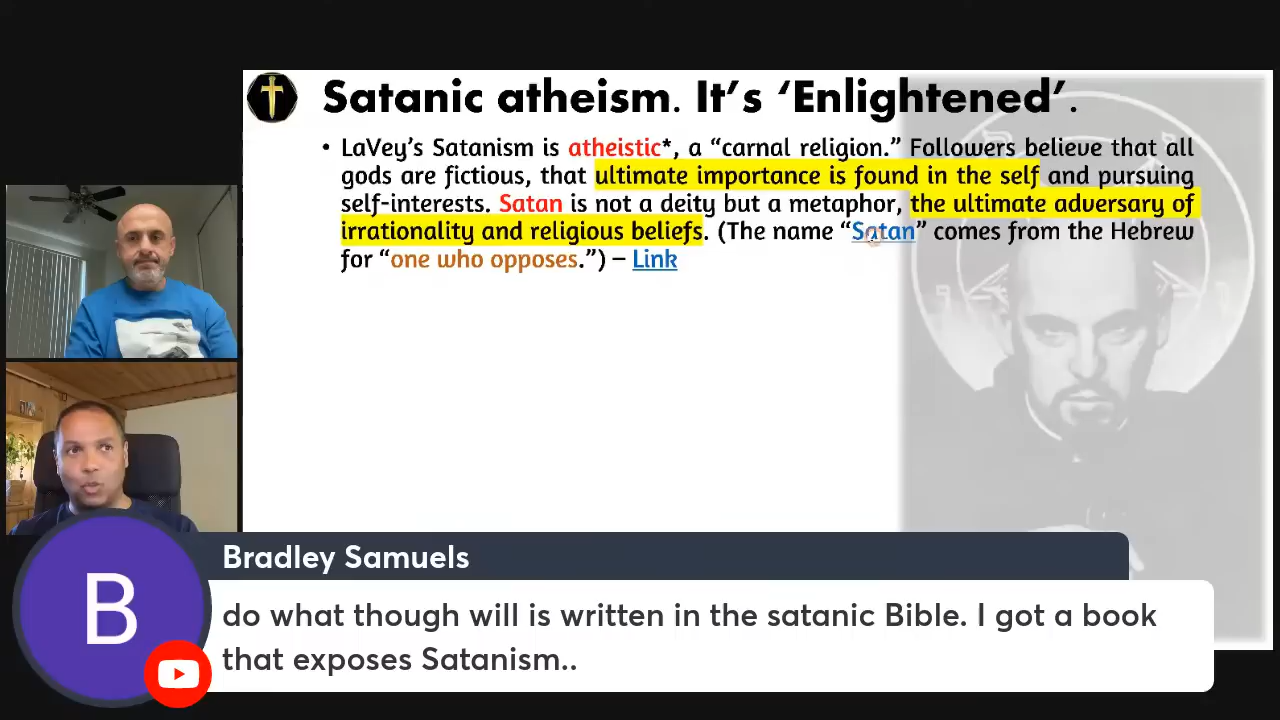 Satanic atheism. It's 'Enlightened'.
• LaVey's Satanism is atheistic*, a “carnal religion.” Followers believe that all
gods are fictious, that ultimate importance is found in the self and pursuing
self-interests. Satan is not a deity but a metaphor, the ultimate adversary of
irrationality and religious beliefs. (The name “Satan” comes from the Hebrew
for “one who opposes.”) – Link
B
Bradley Samuels
do what though will is written in the satanic Bible. I got a book
that exposes Satanism..